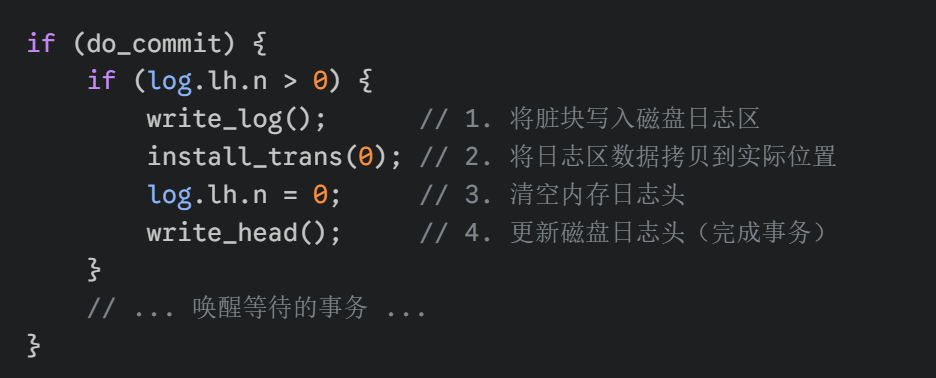 if (do_commit) {
    if (log.lh.n > 0) {
        write_log();      // 1. 将脏块写入磁盘日志区
        install_trans(0); // 2. 将日志区数据拷贝到实际位置
        log.lh.n = 0;     // 3. 清空内存日志头
        write_head();     // 4. 更新磁盘日志头（完成事务）
    }
    // ... 唤醒等待的事务 ...
}